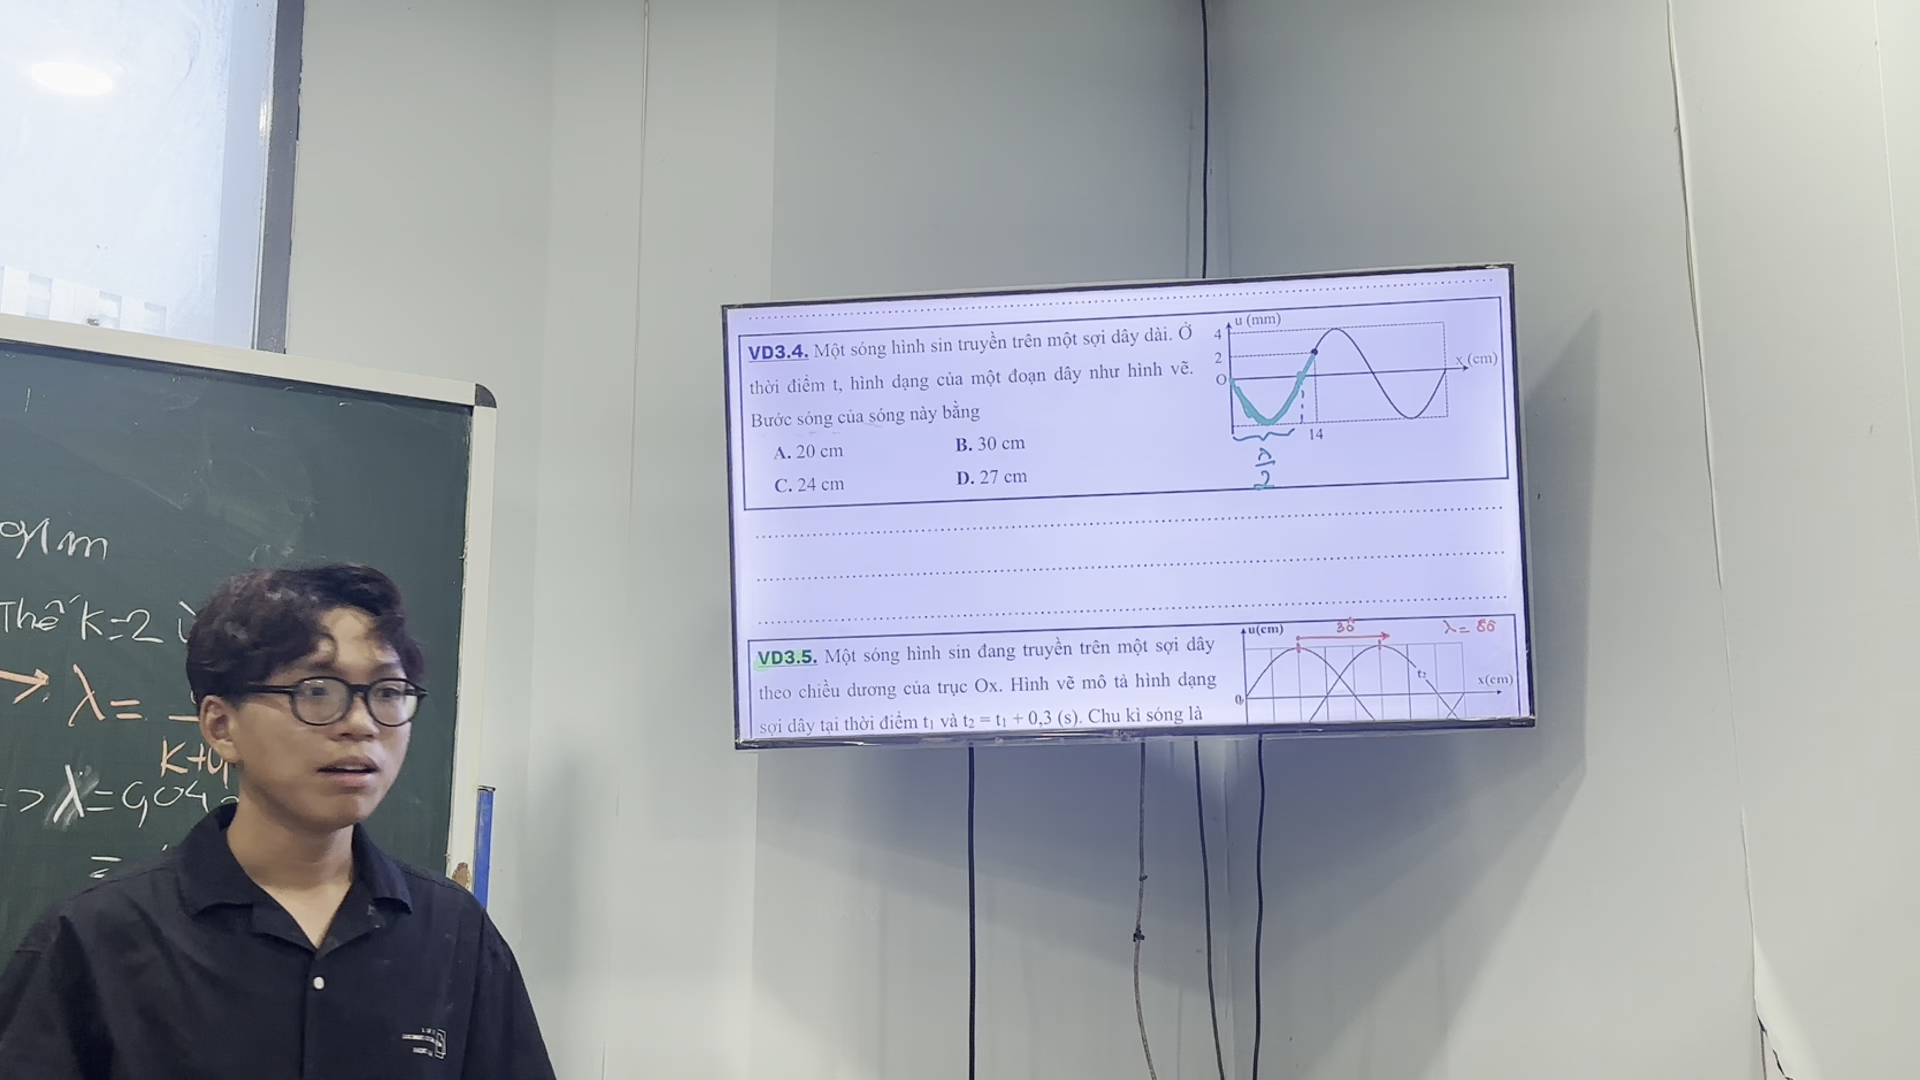 VD3.4. Một sóng hình sin truyền trên một sợi dây dài. Ở
thời điểm t, hình dạng của một đoạn dây như hình vẽ.
Bước sóng của sóng này bằng
A. 20 cm
B. 30 cm
C. 24 cm
D. 27 cm
u (mm)
4
2
O
x (cm)
14
λ
2
VD3.5. Một sóng hình sin đang truyền trên một sợi dây
theo chiều dương của trục Ox. Hình vẽ mô tả hình dạng
sợi dây tại thời điểm t₁ và t₂ = t₁ + 0,3 (s). Chu kì sóng là
u(cm)
λ=
t₂
x(cm)
0
Thế K=2
→ λ=
K+
=> λ=
=